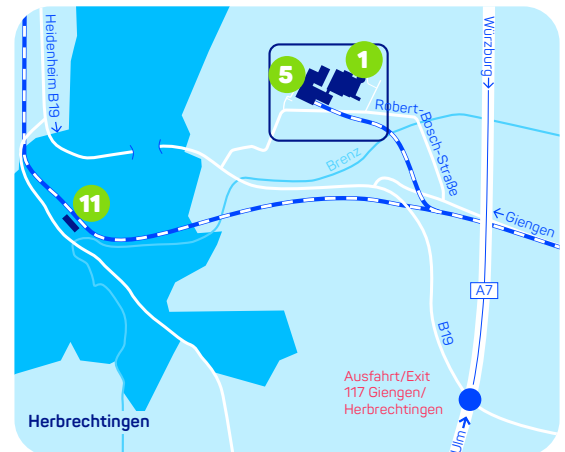 Heidenheim B19 →
Würzburg →
1
5
Robert-Bosch-Straße
Brenz
11
← Giengen
A7
B19
Ausfahrt/Exit
117 Giengen/
Herbrechtingen
Herbrechtingen
Ulm →